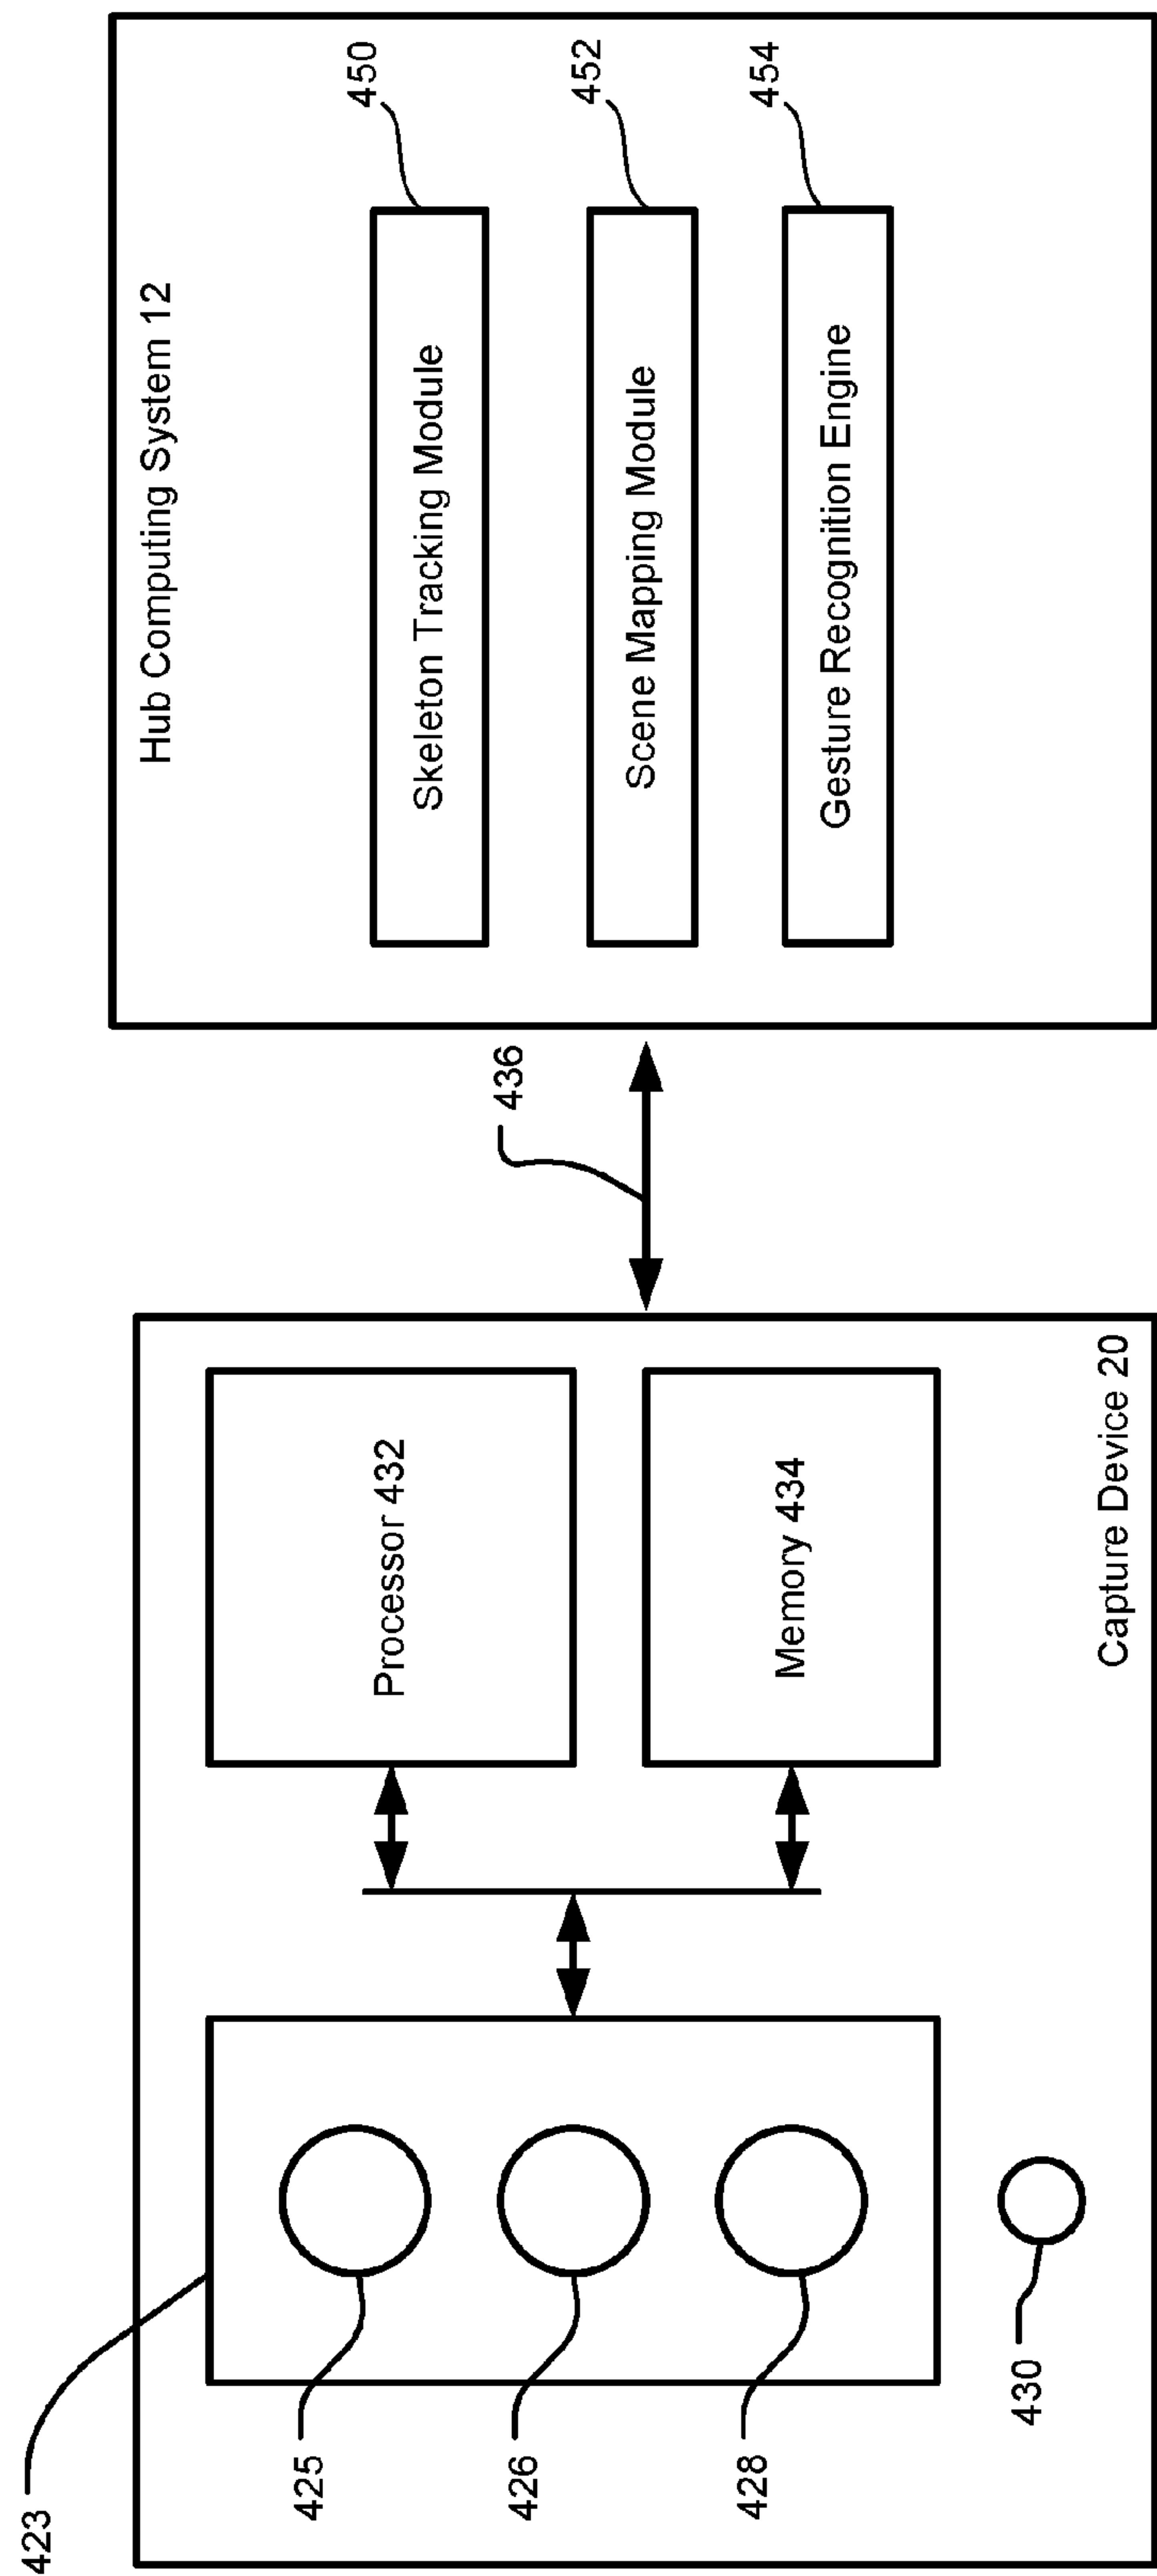 423
425
426
428
430
Processor 432
Memory 434
Capture Device 20
436
Hub Computing System 12
450
Skeleton Tracking Module
452
Scene Mapping Module
454
Gesture Recognition Engine